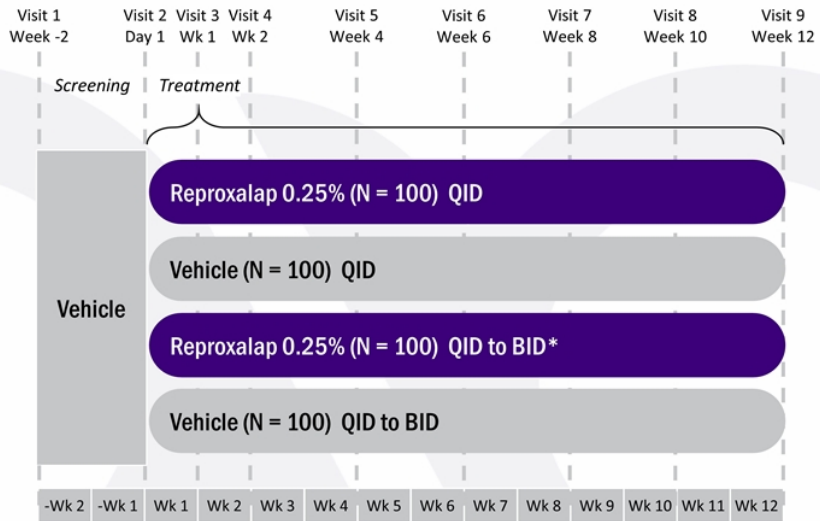 Visit 1 Visit 2 Visit 3 Visit 4 Visit 5 Visit 6 Visit 7 Visit 8 Visit 9
Week -2 Day 1 Wk 1 Wk 2 Week 4 Week 6 Week 8 Week 10 Week 12
Screening Treatment
Reproxalap 0.25% (N = 100) QID
Vehicle (N = 100) QID
Vehicle
Reproxalap 0.25% (N = 100) QID to BID*
Vehicle (N = 100) QID to BID
-Wk 2 -Wk 1 Wk 1 Wk 2 Wk 3 Wk 4 Wk 5 Wk 6 Wk 7 Wk 8 Wk 9 Wk 10 Wk 11 Wk 12